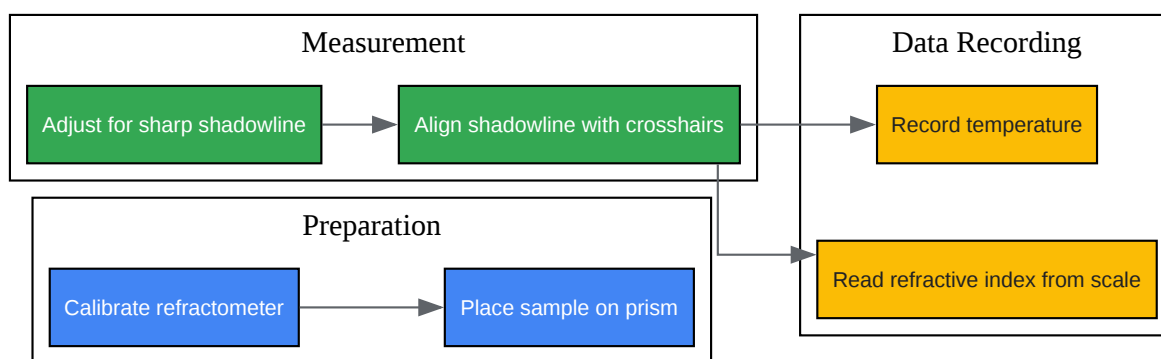 Measurement
Adjust for sharp shadowline
Align shadowline with crosshairs
Preparation
Calibrate refractometer
Place sample on prism
Data Recording
Record temperature
Read refractive index from scale